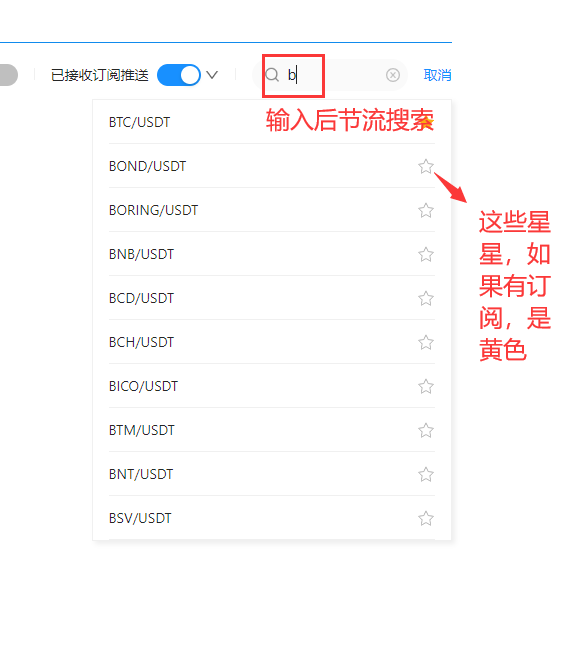 已接收订阅推送
b
取消
输入后节流搜索
BTC/USDT
BOND/USDT
BORING/USDT
BNB/USDT
BCD/USDT
BCH/USDT
BICO/USDT
BTM/USDT
BNT/USDT
BSV/USDT
这些星
星，如
果有订
阅，是
黄色